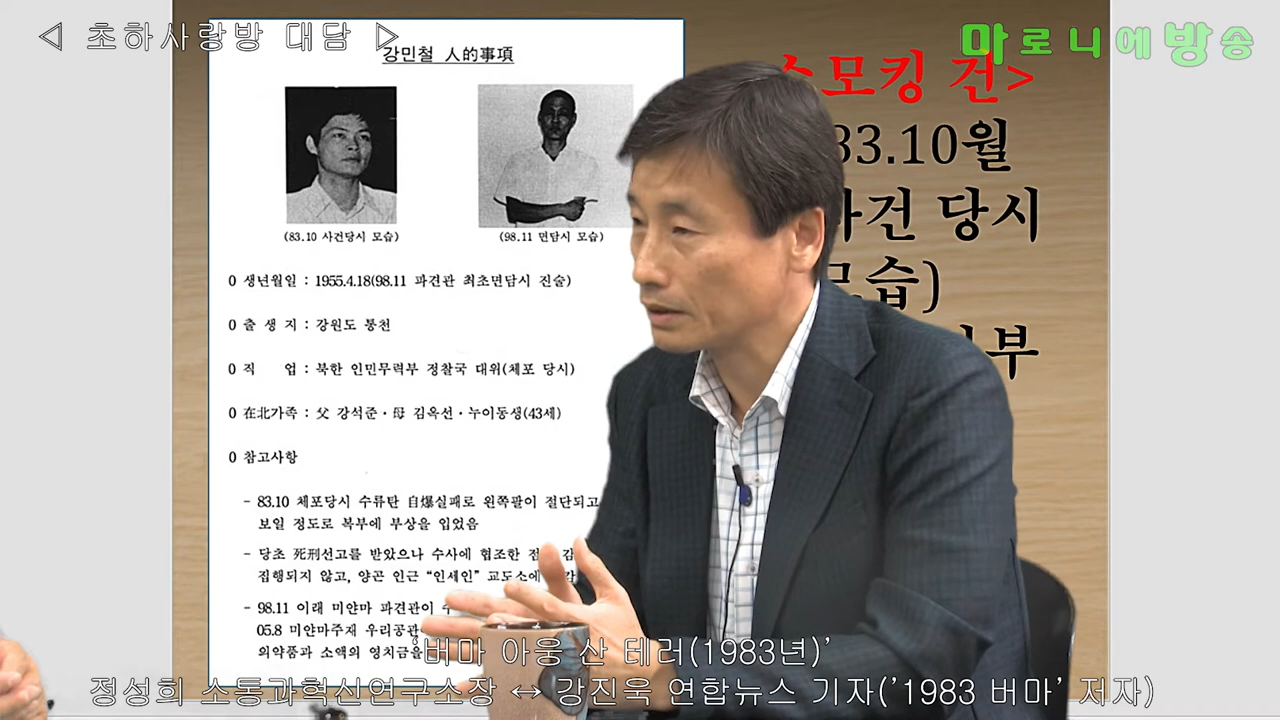 ◁ 초하사랑방 대담 ▷
마로니에방송
강민철 人的事項
(83.10 사건당시 모습)
(98.11 면담시 모습)
O 생년월일 : 1955.4.18(98.11 파견관 최초면담시 진술)
O 출 생 지 : 강원도 통천
O 직 업 : 북한 인민무력부 정찰국 대위(체포 당시)
O 在北가족 : 父 강석준·母 김옥선·누이동생(43세)
O 참고사항
- 83.10 체포당시 수류탄 自爆실패로 왼쪽팔이 절단되고
보일 정도로 복부에 부상을 입었음
- 당초 死刑선고를 받았으나 수사에 협조한
집행되지 않고, 양곤 인근 "인세인" 교도소에
- 98.11 이래 미얀마 파견관이
05.8 미얀마주재 우리공관
의약품과 소액의 영치금을
스모킹 건>
83.10월
사건 당시
모습)
부
'버마 아웅 산 테러(1983년)'
정성희 소통과혁신연구소장 ↔ 강진욱 연합뉴스 기자('1983 버마' 저자)